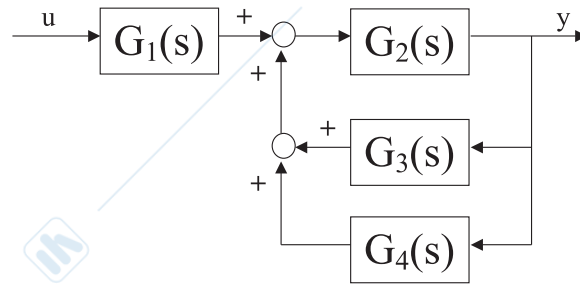 u + G₁(s) + G₂(s) y
+ + G₃(s)
+ G₄(s)